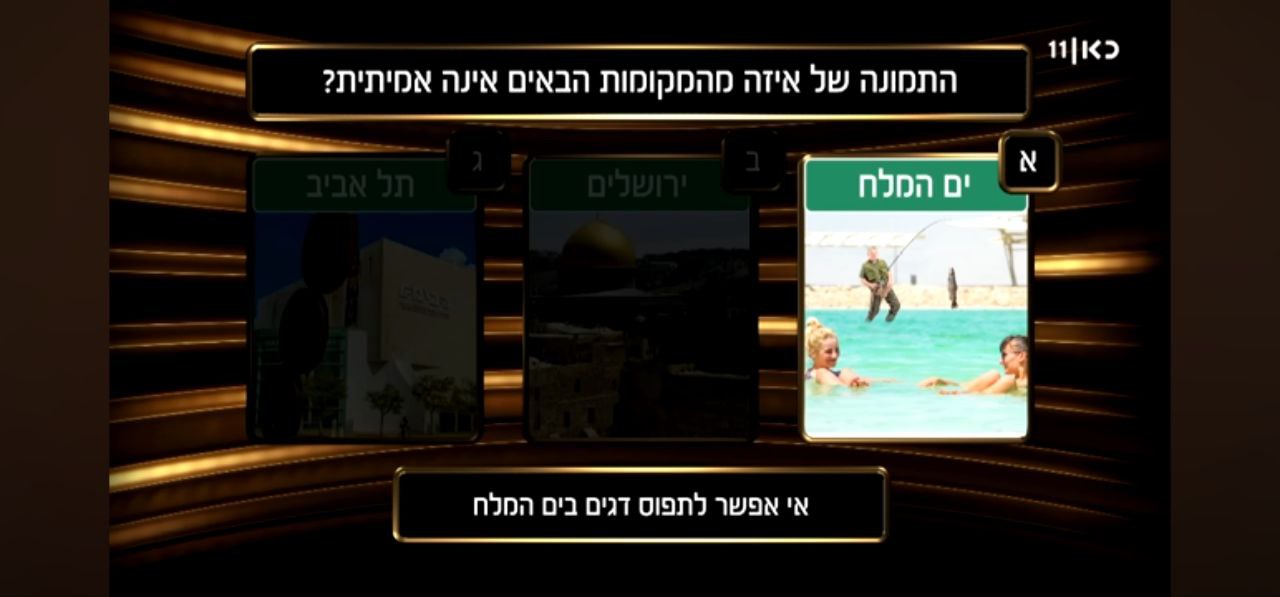 כאן|11
התמונה של איזה מהמקומות הבאים אינה אמיתית?
א
ים המלח
ב
ירושלים
ג
תל אביב
אי אפשר לתפוס דגים בים המלח